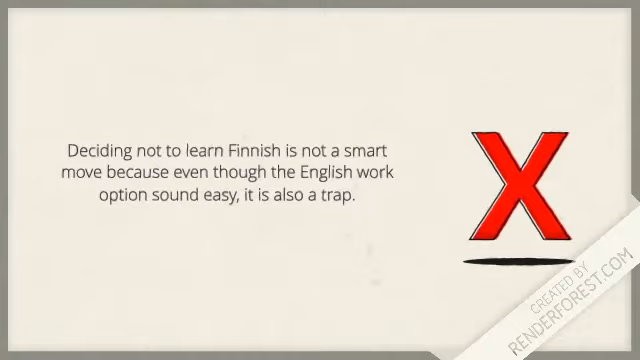 Deciding not to learn Finnish is not a smart
move because even though the English work
option sound easy, it is also a trap.
X
CREATED BY
RENDERFOREST.COM